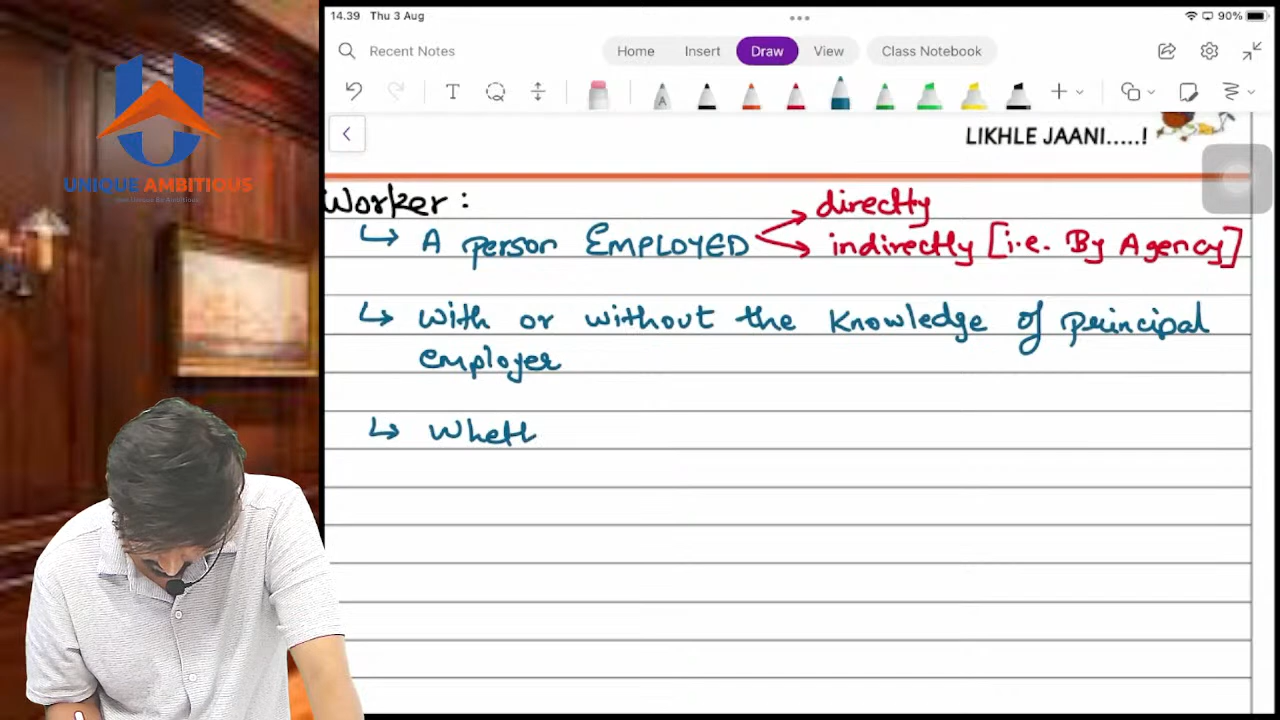 14.39 Thu 3 Aug
90%
Recent Notes
Home Insert Draw View Class Notebook
LIKHLE JAANI.....!
UNIQUE AMBITIOUS
Worker :
↳ A person EMPLOYED directly
indirectly [i.e. By Agency]
↳ With or without the knowledge of principal
employer
↳ Wheth